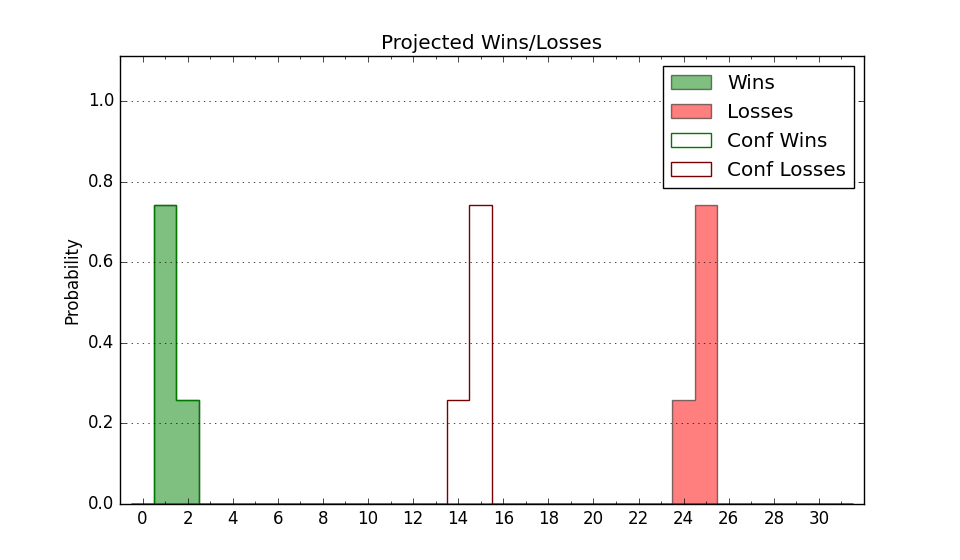 Projected Wins/Losses
Wins
Losses
Conf Wins
Conf Losses
Probability
1.0
0.8
0.6
0.4
0.2
0.0
0 2 4 6 8 10 12 14 16 18 20 22 24 26 28 30